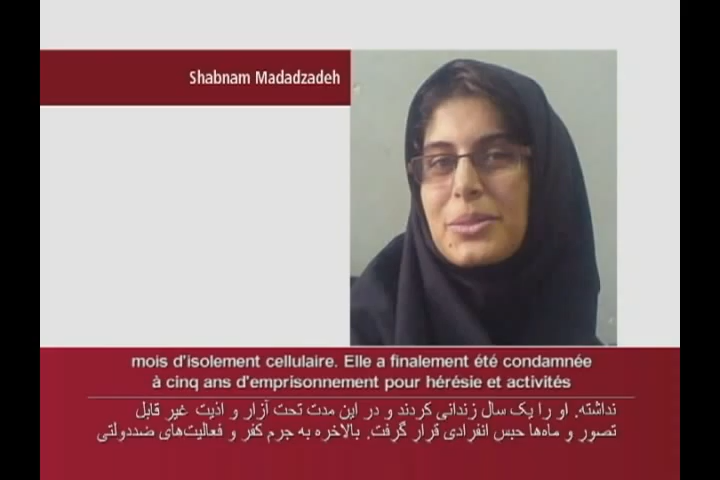 Shabnam Madadzadeh
mois d'isolement cellulaire. Elle a finalement été condamnée
à cinq ans d'emprisonnement pour hérésie et activités
نداشته. او را یک سال زندانی کردند و در این مدت تحت آزار و اذیت غیر قابل
تصور و ماه‌ها حبس انفرادی قرار گرفت. بالاخره به جرم کفر و فعالیت‌های ضددولتی